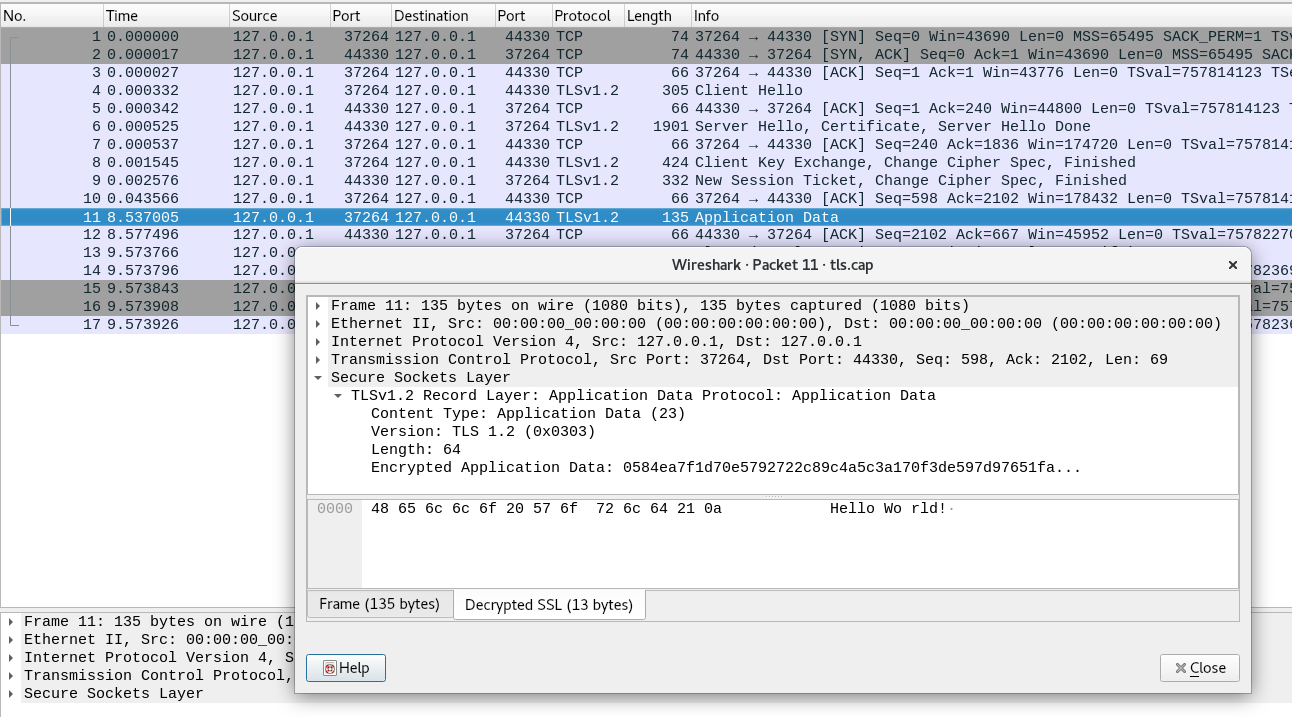 No. Time Source Port Destination Port Protocol Length Info
1 0.000000 127.0.0.1 37264 127.0.0.1 44330 TCP 74 37264 → 44330 [SYN] Seq=0 Win=43690 Len=0 MSS=65495 SACK_PERM=1
2 0.000017 127.0.0.1 44330 127.0.0.1 37264 TCP 74 44330 → 37264 [SYN, ACK] Seq=0 Ack=1 Win=43690 Len=0 MSS=65495
3 0.000027 127.0.0.1 37264 127.0.0.1 44330 TCP 66 37264 → 44330 [ACK] Seq=1 Ack=1 Win=43776 Len=0 TSval=757814123
4 0.000332 127.0.0.1 37264 127.0.0.1 44330 TLSv1.2 305 Client Hello
5 0.000342 127.0.0.1 44330 127.0.0.1 37264 TCP 66 44330 → 37264 [ACK] Seq=1 Ack=240 Win=44800 Len=0 TSval=757814123
6 0.000525 127.0.0.1 44330 127.0.0.1 37264 TLSv1.2 1901 Server Hello, Certificate, Server Hello Done
7 0.000537 127.0.0.1 37264 127.0.0.1 44330 TCP 66 37264 → 44330 [ACK] Seq=240 Ack=1836 Win=174720 Len=0 TSval=757814
8 0.001545 127.0.0.1 37264 127.0.0.1 44330 TLSv1.2 424 Client Key Exchange, Change Cipher Spec, Finished
9 0.002576 127.0.0.1 44330 127.0.0.1 37264 TLSv1.2 332 New Session Ticket, Change Cipher Spec, Finished
10 0.043566 127.0.0.1 37264 127.0.0.1 44330 TCP 66 37264 → 44330 [ACK] Seq=598 Ack=2102 Win=178432 Len=0 TSval=757814
11 8.537005 127.0.0.1 37264 127.0.0.1 44330 TLSv1.2 135 Application Data
12 8.577496 127.0.0.1 44330 127.0.0.1 37264 TCP 66 44330 → 37264 [ACK] Seq=2102 Ack=667 Win=45952 Len=0 TSval=7578227
13 9.573766 127.0.0
14 9.573796 127.0.0
15 9.573843 127.0.0
16 9.573908 127.0.0
17 9.573926 127.0.0
Wireshark · Packet 11 · tls.cap
Frame 11: 135 bytes on wire (1080 bits), 135 bytes captured (1080 bits)
Ethernet II, Src: 00:00:00_00:00:00 (00:00:00:00:00:00), Dst: 00:00:00_00:00:00 (00:00:00:00:00:00)
Internet Protocol Version 4, Src: 127.0.0.1, Dst: 127.0.0.1
Transmission Control Protocol, Src Port: 37264, Dst Port: 44330, Seq: 598, Ack: 2102, Len: 69
Secure Sockets Layer
TLSv1.2 Record Layer: Application Data Protocol: Application Data
Content Type: Application Data (23)
Version: TLS 1.2 (0x0303)
Length: 64
Encrypted Application Data: 0584ea7f1d70e5792722c89c4a5c3a170f3de597d97651fa...
0000 48 65 6c 6c 6f 20 57 6f 72 6c 64 21 0a Hello Wo rld!·
Frame (135 bytes) Decrypted SSL (13 bytes)
Help Close
Frame 11: 135 bytes on wire (1
Ethernet II, Src: 00:00:00_00:
Internet Protocol Version 4, S
Transmission Control Protocol,
Secure Sockets Layer